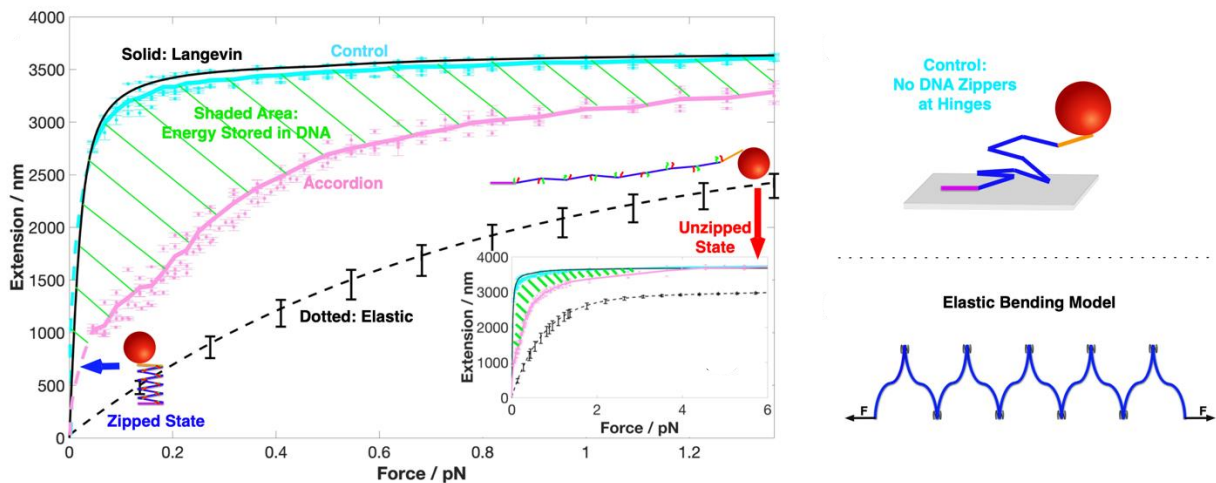 4000
3500
3000
2500
2000
1500
1000
500
0
Extension / nm
0
0.2
0.4
0.6
0.8
1
1.2
Force / pN
Solid: Langevin
Control
Shaded Area:
Energy Stored in DNA
Accordion
Unzipped
State
Dotted: Elastic
Zipped State
4000
3000
2000
1000
0
Extension / nm
0
2
4
6
Force / pN
Control:
No DNA Zippers
at Hinges
Elastic Bending Model
F
F